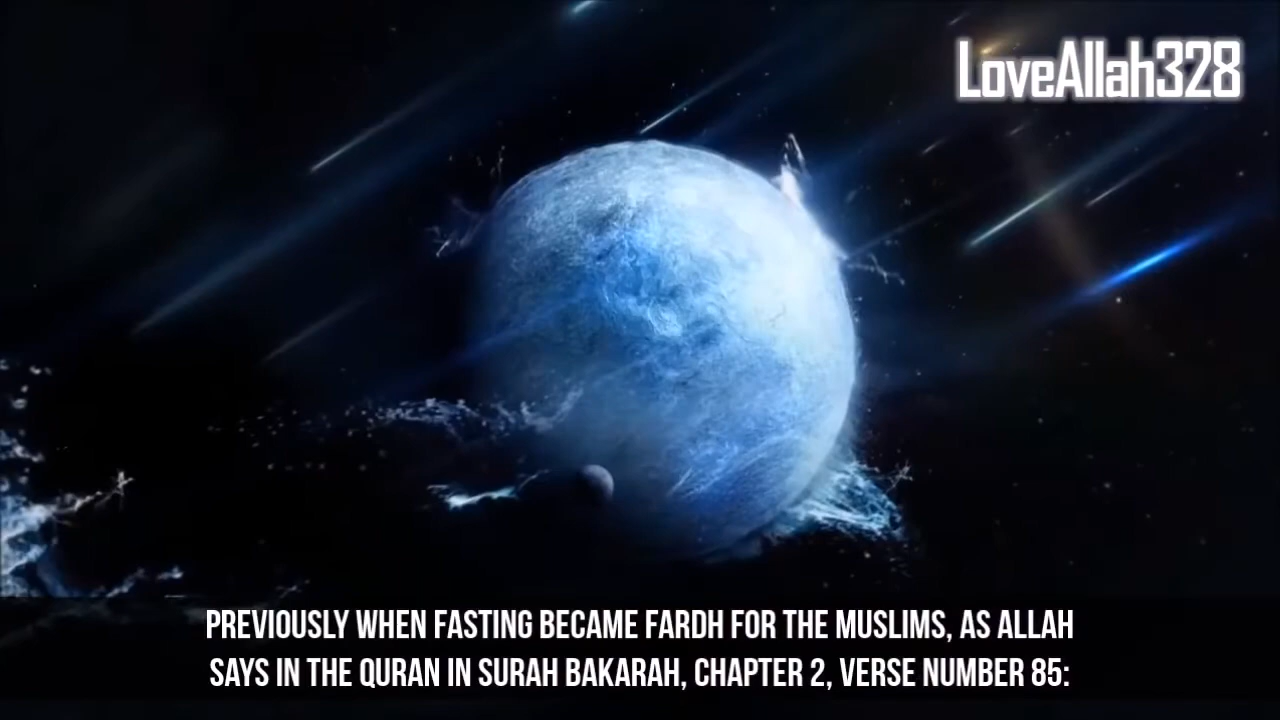 LoveAllah328
PREVIOUSLY WHEN FASTING BECAME FARDH FOR THE MUSLIMS, AS ALLAH
SAYS IN THE QURAN IN SURAH BAKARAH, CHAPTER 2, VERSE NUMBER 85: